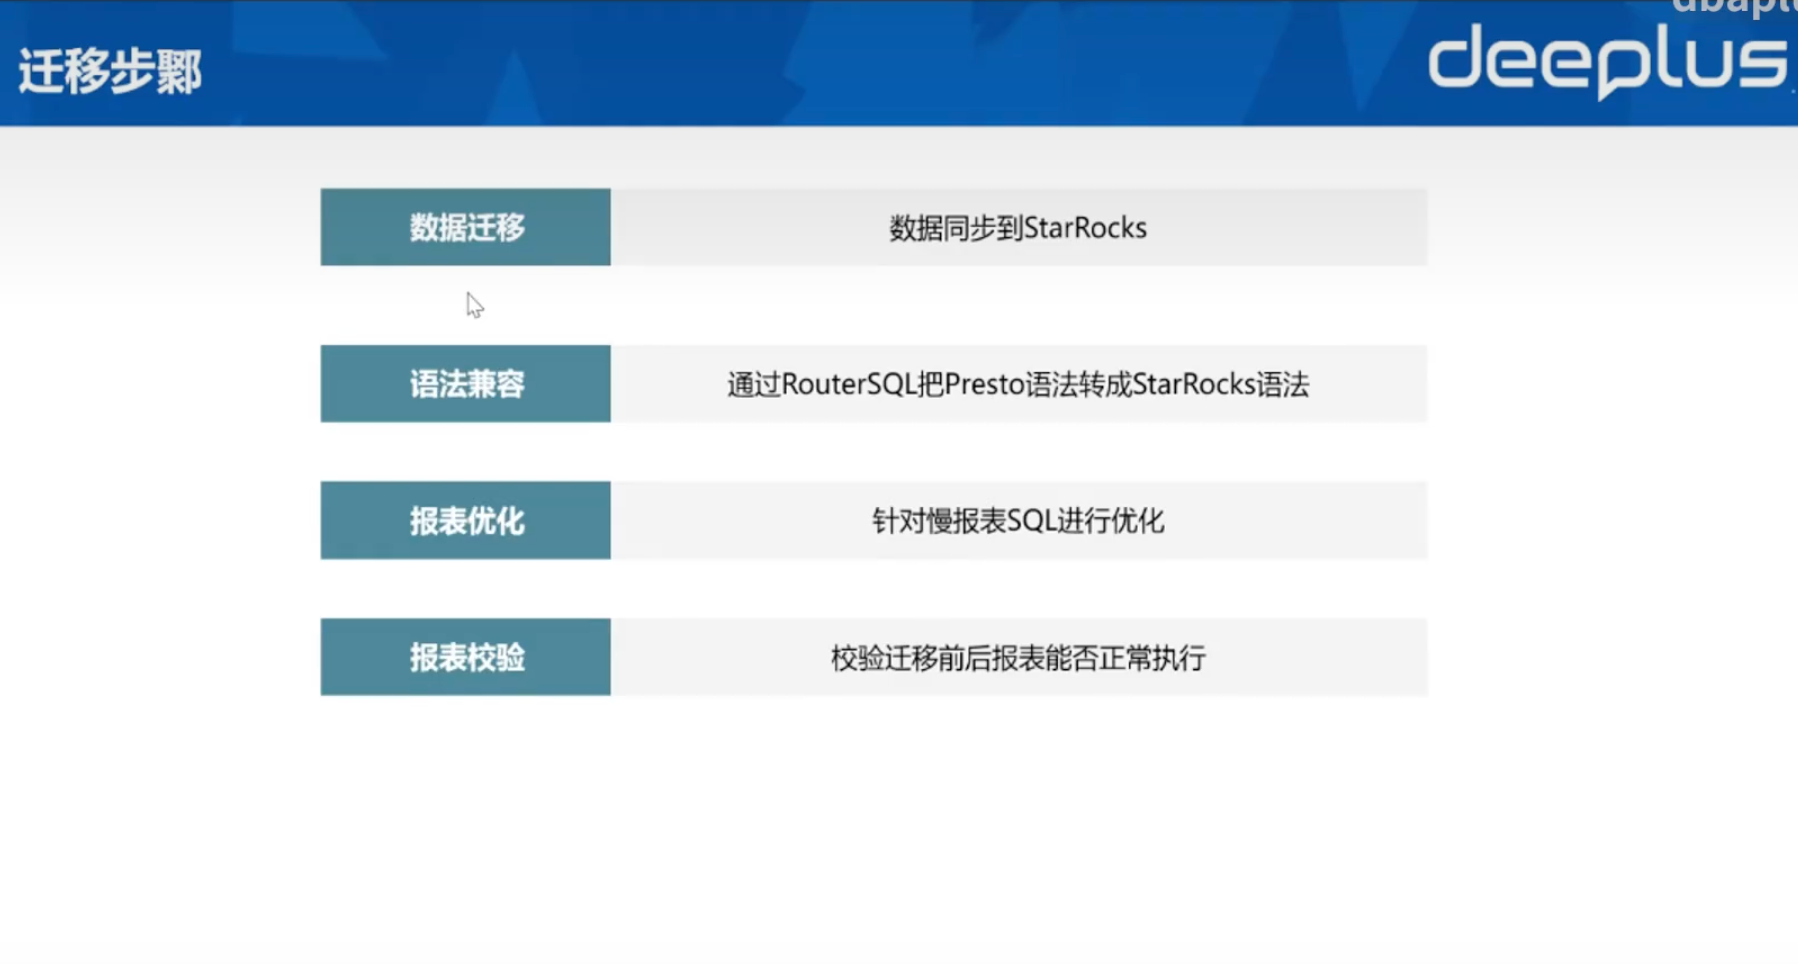 迁移步鄹
deeplus
数据迁移
数据同步到StarRocks
语法兼容
通过RouterSQL把Presto语法转成StarRocks语法
报表优化
针对慢报表SQL进行优化
报表校验
校验迁移前后报表能否正常执行